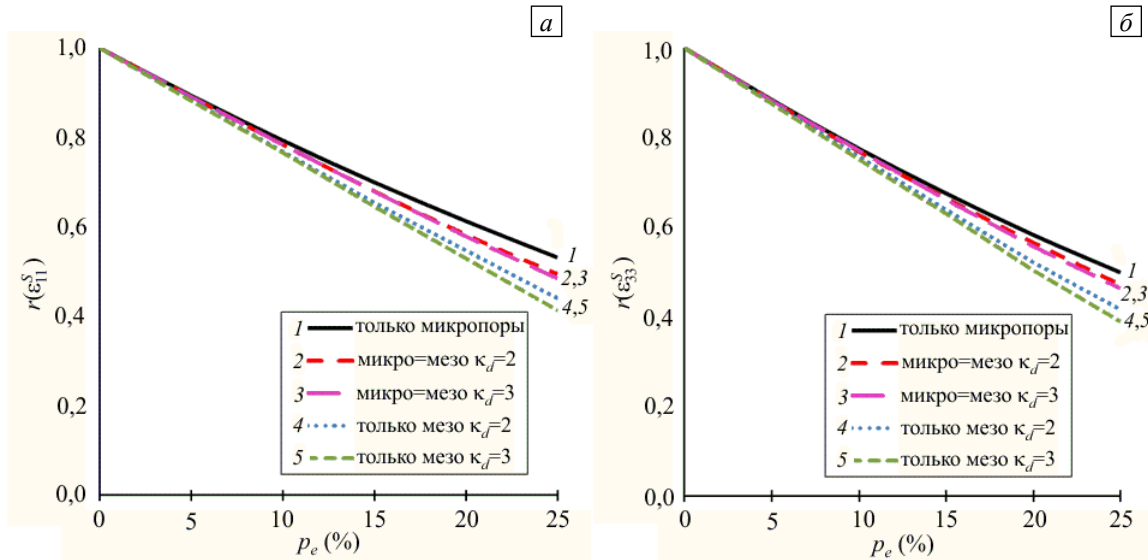 а
1,0
0,8
0,6
0,4
0,2
0,0
r(ε₁₁ˢ)
0 5 10 15 20 25
pₑ (%)
1
2,3
4,5
1 только микропоры
2 микро=мезо κ_d=2
3 микро=мезо κ_d=3
4 только мезо κ_d=2
5 только мезо κ_d=3
б
1,0
0,8
0,6
0,4
0,2
0,0
r(ε₃₃ˢ)
0 5 10 15 20 25
pₑ (%)
1
2,3
4,5
1 только микропоры
2 микро=мезо κ_d=2
3 микро=мезо κ_d=3
4 только мезо κ_d=2
5 только мезо κ_d=3